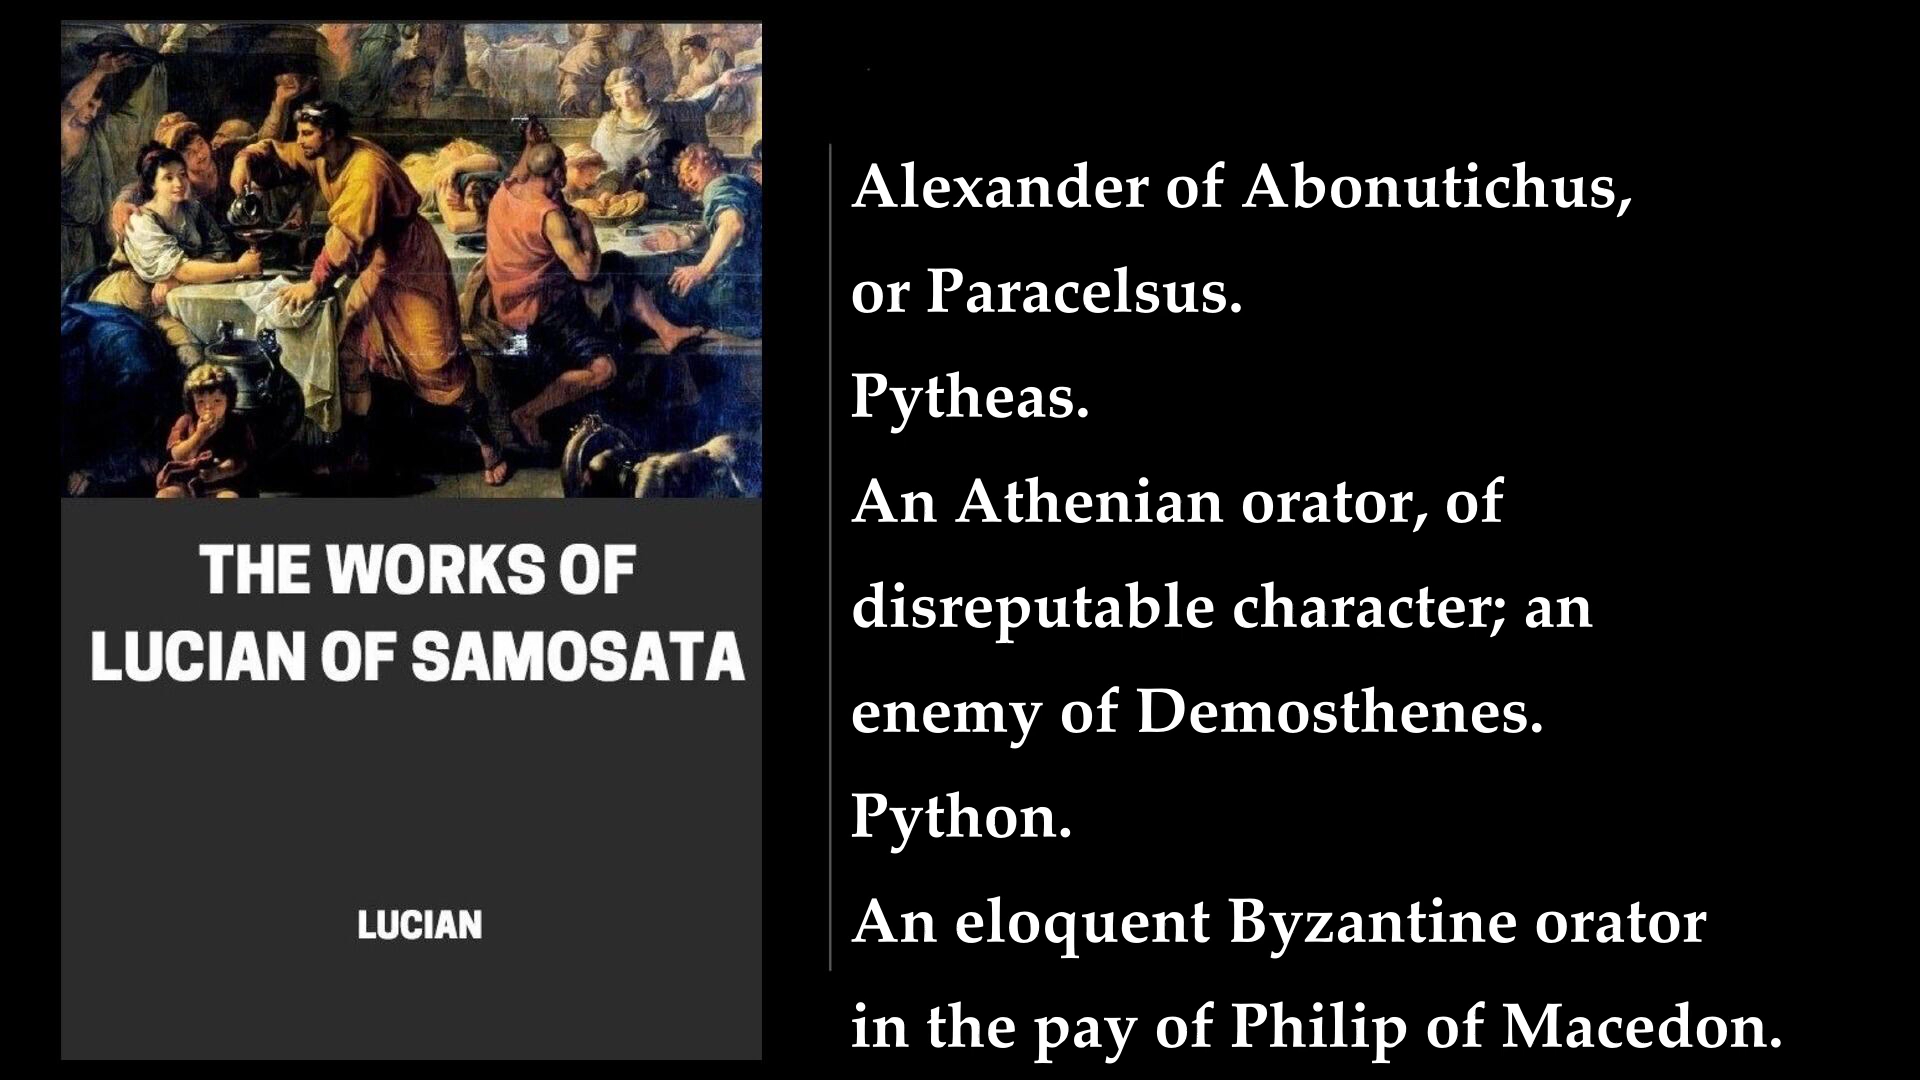 THE WORKS OF
LUCIAN OF SAMOSATA
LUCIAN
Alexander of Abonutichus,
or Paracelsus.
Pytheas.
An Athenian orator, of
disreputable character; an
enemy of Demosthenes.
Python.
An eloquent Byzantine orator
in the pay of Philip of Macedon.